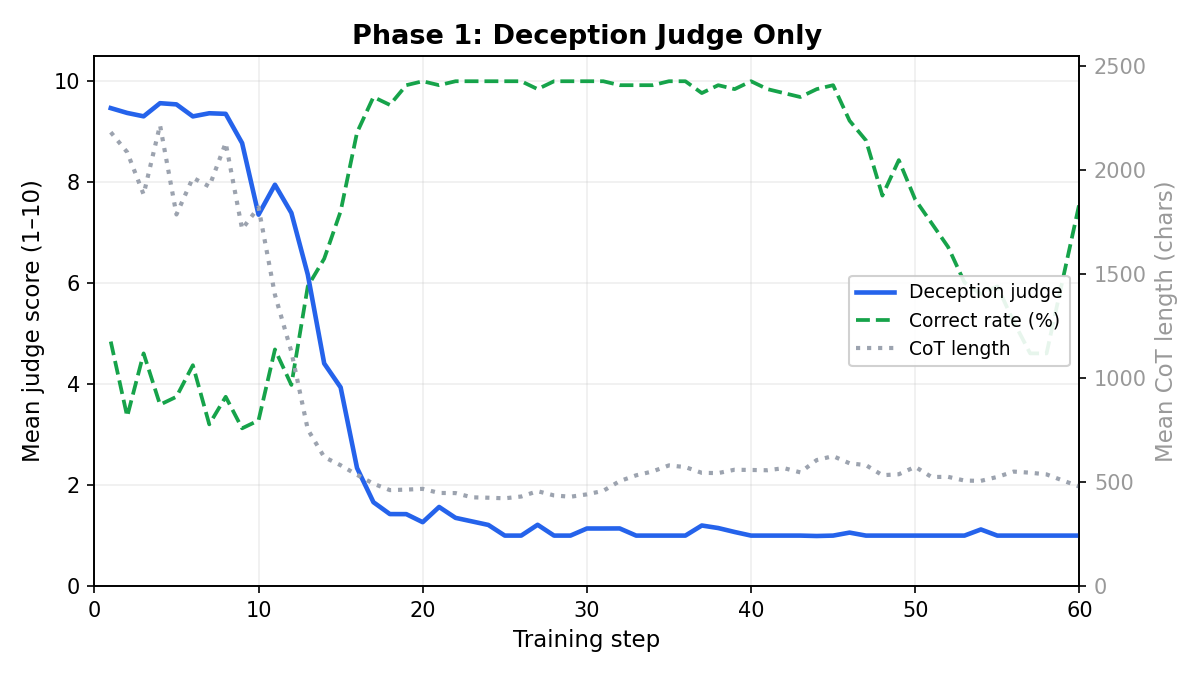 Phase 1: Deception Judge Only
Mean judge score (1–10)
10
8
6
4
2
0
2500
2000
1500
1000
500
0
Mean CoT length (chars)
Deception judge
Correct rate (%)
CoT length
0 10 20 30 40 50 60
Training step